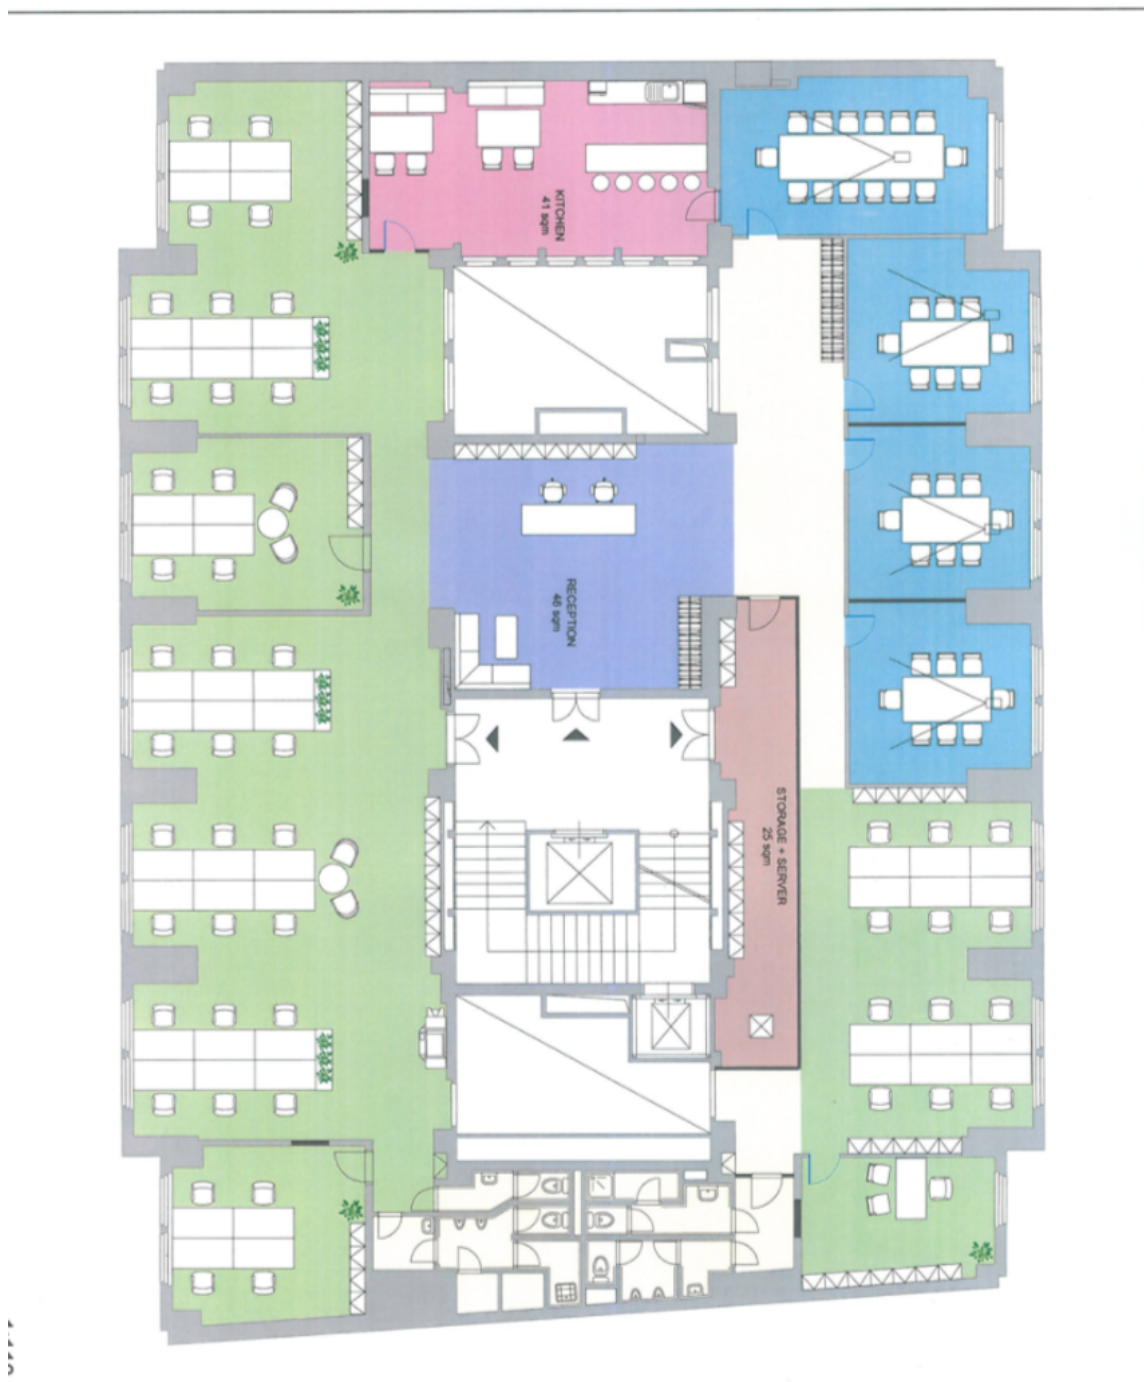 KITCHEN
41 sqm
RECEPTION
46 sqm
STORAGE + SERVER
25 sqm